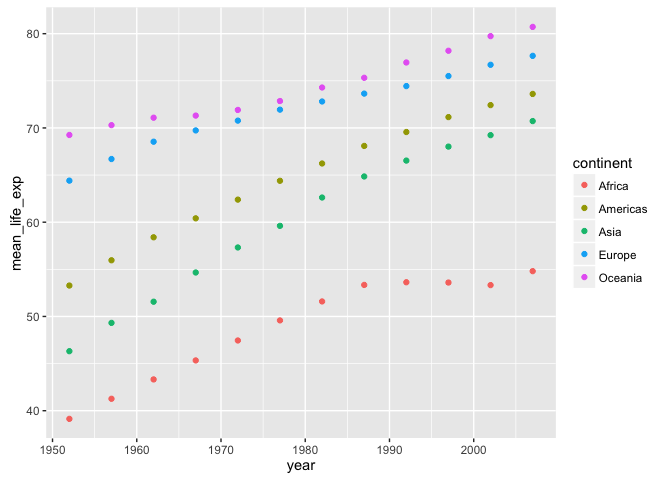 80
70
60
50
40
mean_life_exp
1950
1960
1970
1980
1990
2000
year
continent
Africa
Americas
Asia
Europe
Oceania